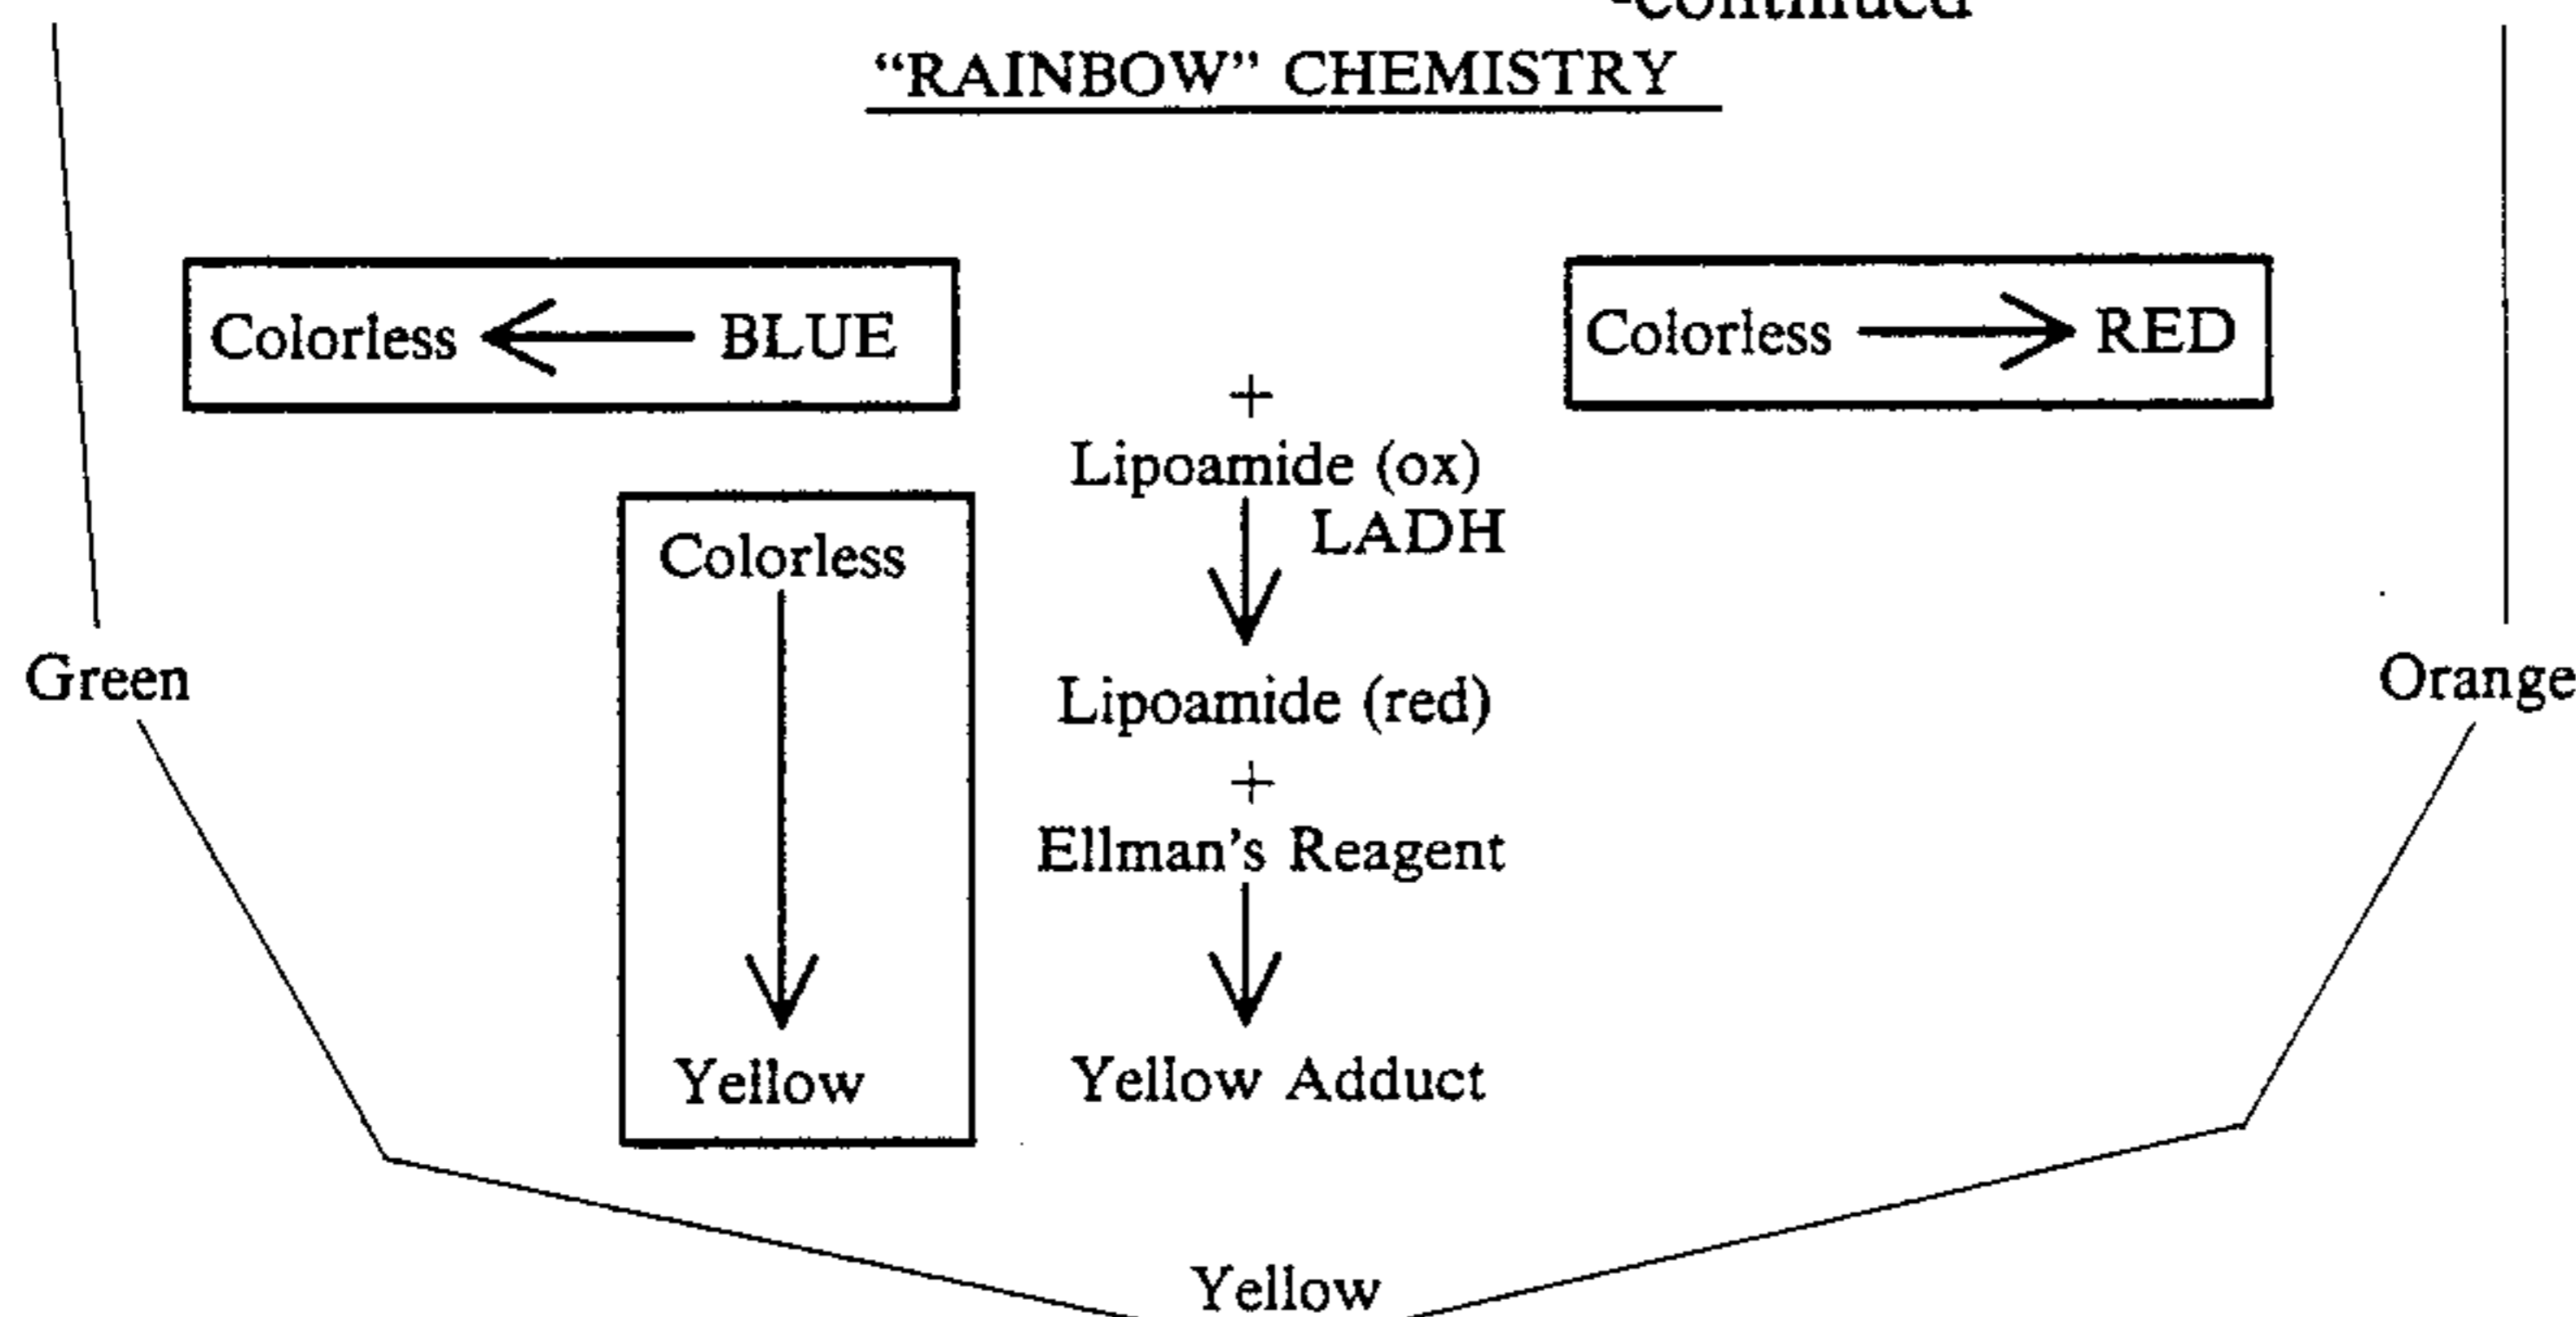 -continued
“RAINBOW” CHEMISTRY
Colorless BLUE
Colorless RED
+
Lipoamide (ox)
LADH
Colorless
Green
Lipoamide (red)
Orange
+
Ellman’s Reagent
Yellow
Yellow Adduct
Yellow